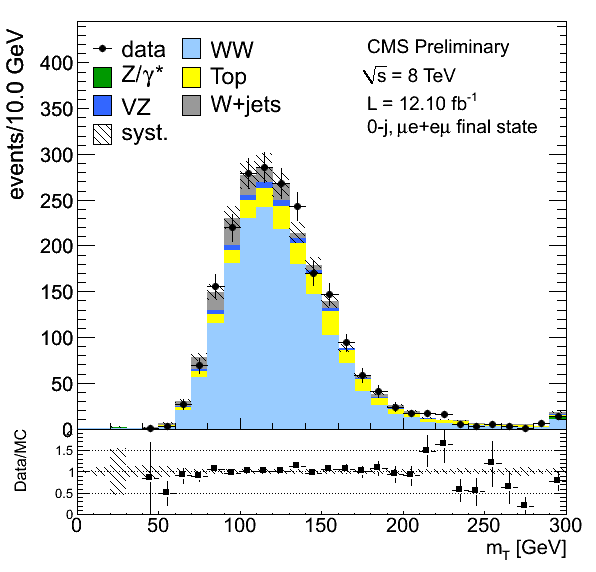 events/10.0 GeV
400
350
300
250
200
150
100
50
0
data
Z/γ*
VZ
syst.
WW
Top
W+jets
CMS Preliminary
√s = 8 TeV
L = 12.10 fb⁻¹
0-j, μe+eμ final state
Data/MC
1.5
1
0.5
0
0 50 100 150 200 250 300
m_T [GeV]